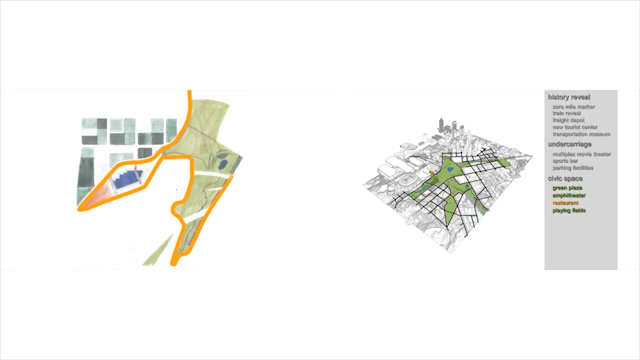 history reveal
zero mile marker
train reveal
freight depot
new tourist center
transportation museum
undercarriage
multiplex movie theater
sports bar
parking facilities
civic space
green plaza
amphitheater
restaurant
playing fields